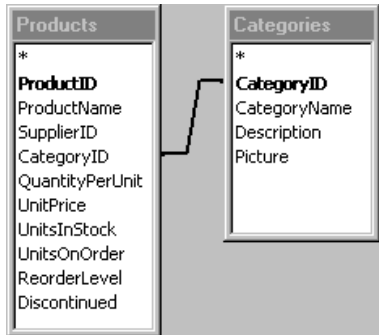 Products
*
ProductID
ProductName
SupplierID
CategoryID
QuantityPerUnit
UnitPrice
UnitsInStock
UnitsOnOrder
ReorderLevel
Discontinued
Categories
*
CategoryID
CategoryName
Description
Picture